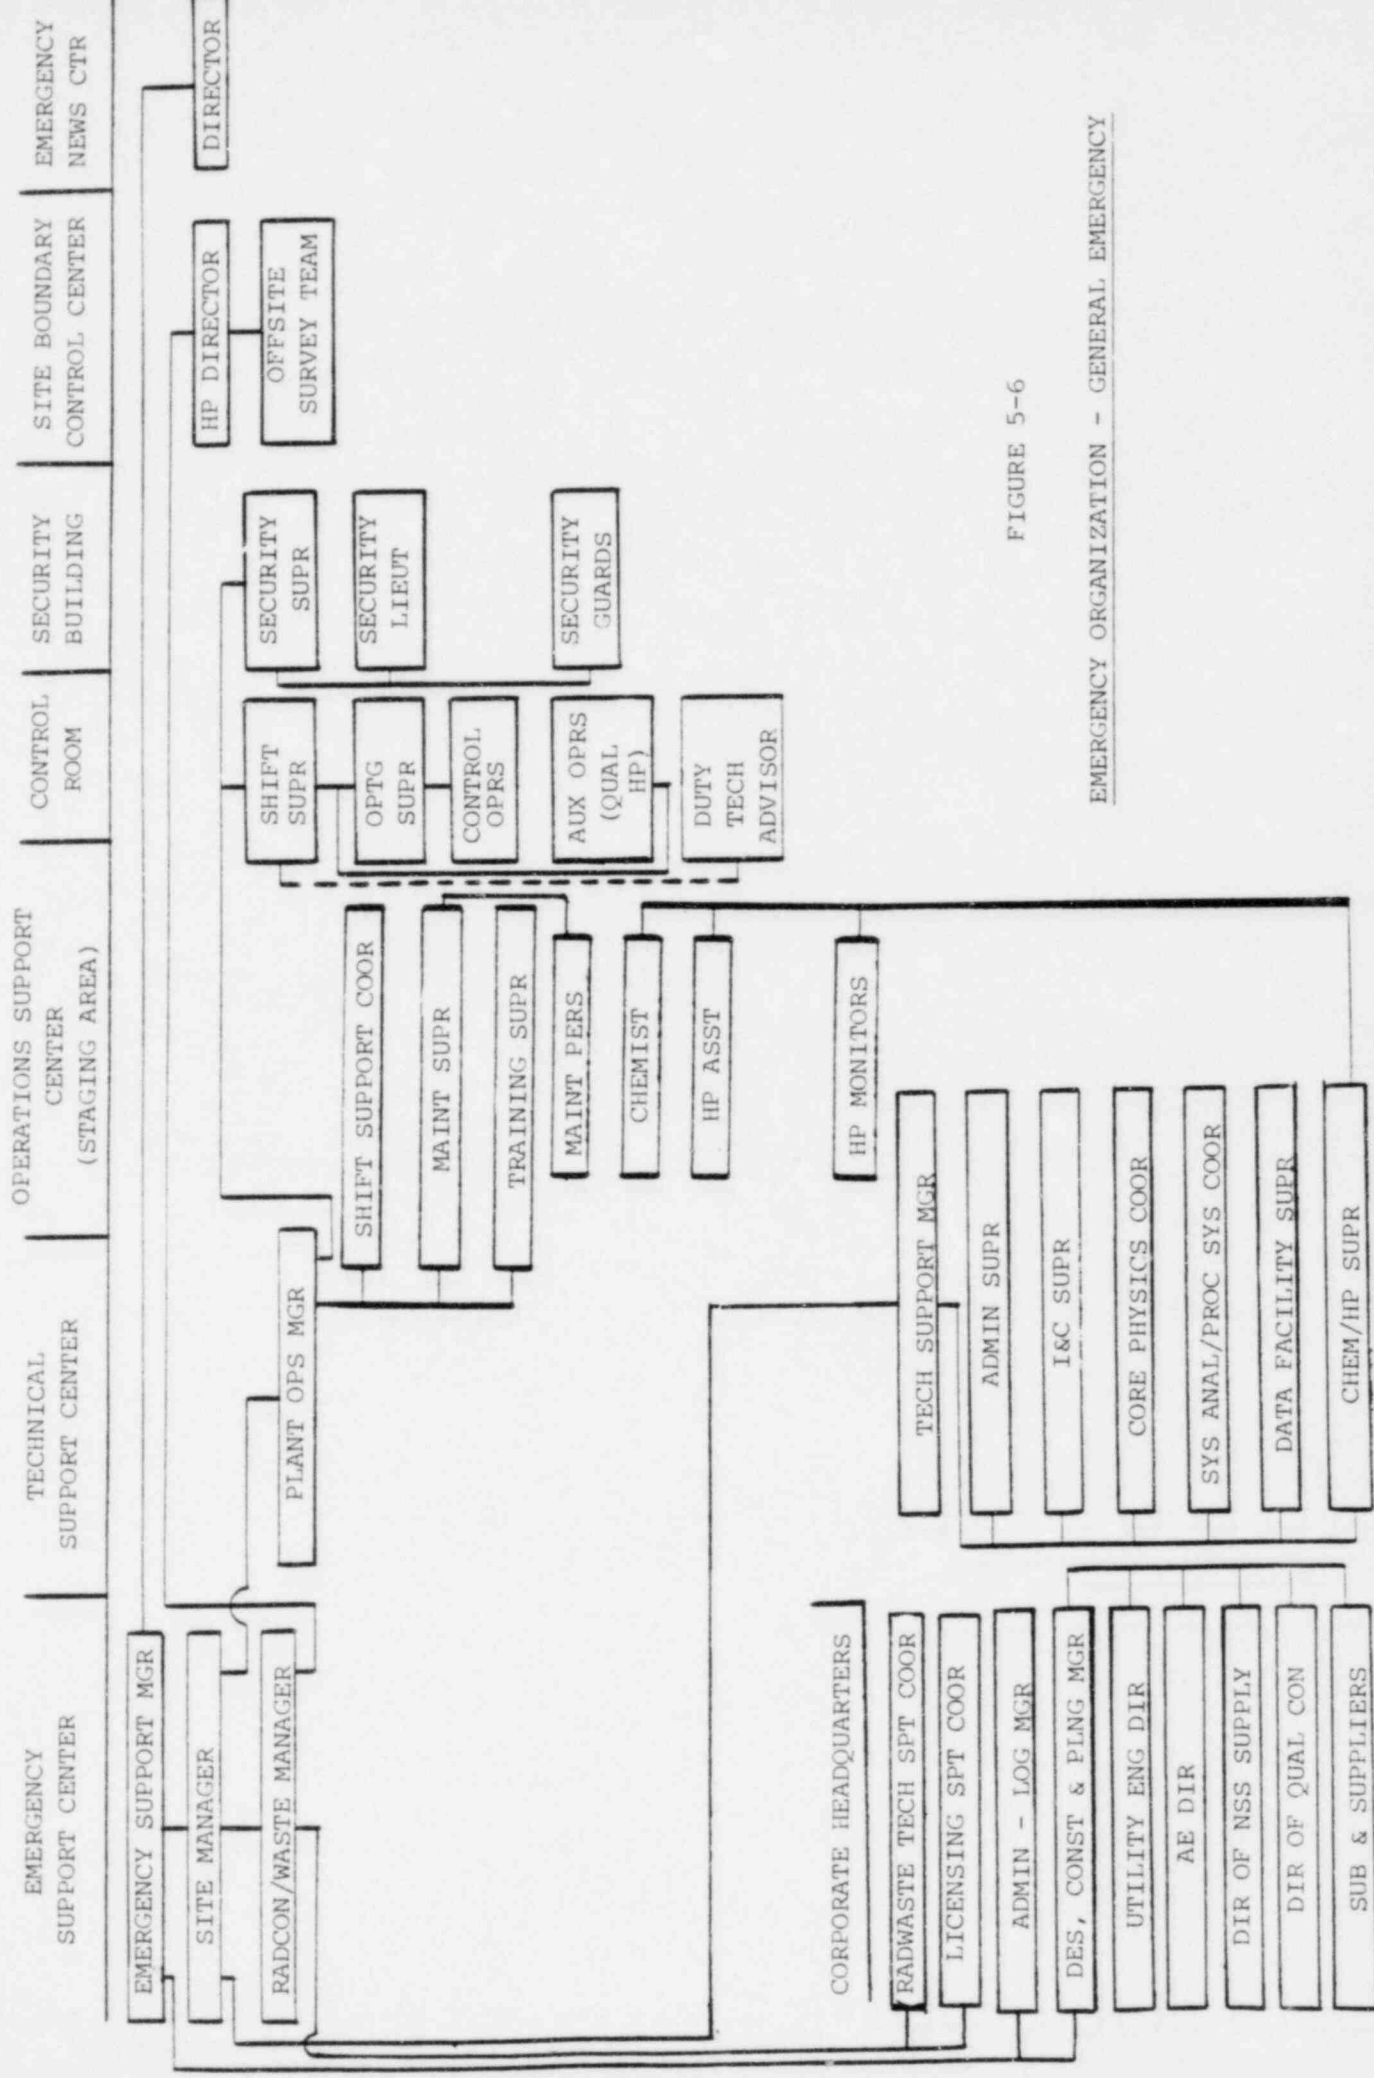 EMERGENCY
SUPPORT CENTER
TECHNICAL
SUPPORT CENTER
OPERATIONS SUPPORT
CENTER
(STAGING AREA)
CONTROL
ROOM
SECURITY
BUILDING
SITE BOUNDARY
CONTROL CENTER
EMERGENCY
NEWS CTR
EMERGENCY SUPPORT MGR
SITE MANAGER
RADCON/WASTE MANAGER
PLANT OPS MGR
SHIFT SUPPORT COOR
MAINT SUPR
TRAINING SUPR
MAINT PERS
CHEMIST
HP ASST
HP MONITORS
SHIFT
SUPR
OPTG
SUPR
CONTROL
OPRS
AUX OPRS
(QUAL
HP)
DUTY
TECH
ADVISOR
SECURITY
SUPR
SECURITY
LIEUT
SECURITY
GUARDS
HP DIRECTOR
OFFSITE
SURVEY TEAM
DIRECTOR
CORPORATE HEADQUARTERS
RADWASTE TECH SPT COOR
LICENSING SPT COOR
ADMIN - LOG MGR
DES, CONST & PLNG MGR
UTILITY ENG DIR
AE DIR
DIR OF NSS SUPPLY
DIR OF QUAL CON
SUB & SUPPLIERS
TECH SUPPORT MGR
ADMIN SUPR
I&C SUPR
CORE PHYSICS COOR
SYS ANAL/PROC SYS COOR
DATA FACILITY SUPR
CHEM/HP SUPR
FIGURE 5-6
EMERGENCY ORGANIZATION - GENERAL EMERGENCY